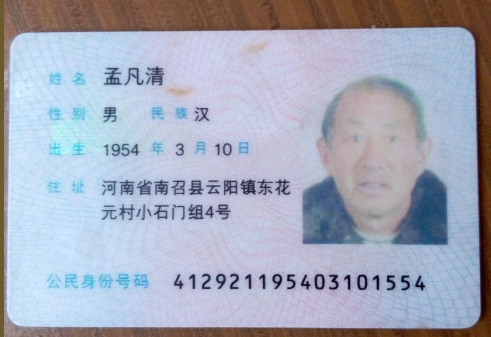 姓名 孟凡清
性别 男 民族 汉
出生 1954 年 3 月 10 日
住址 河南省南召县云阳镇东花
元村小石门组4号
公民身份号码 412921195403101554